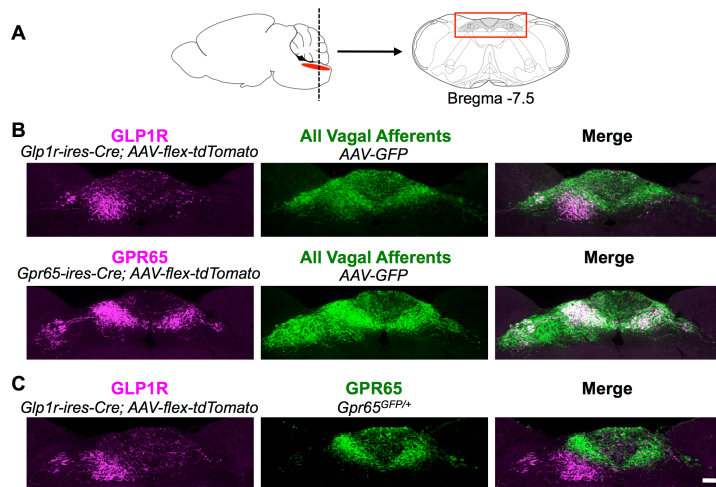 A
Bregma -7.5
B
GLP1R
Glp1r-ires-Cre; AAV-flex-tdTomato
All Vagal Afferents
AAV-GFP
Merge
GPR65
Gpr65-ires-Cre; AAV-flex-tdTomato
All Vagal Afferents
AAV-GFP
Merge
C
GLP1R
Glp1r-ires-Cre; AAV-flex-tdTomato
GPR65
Gpr65GFP/+
Merge